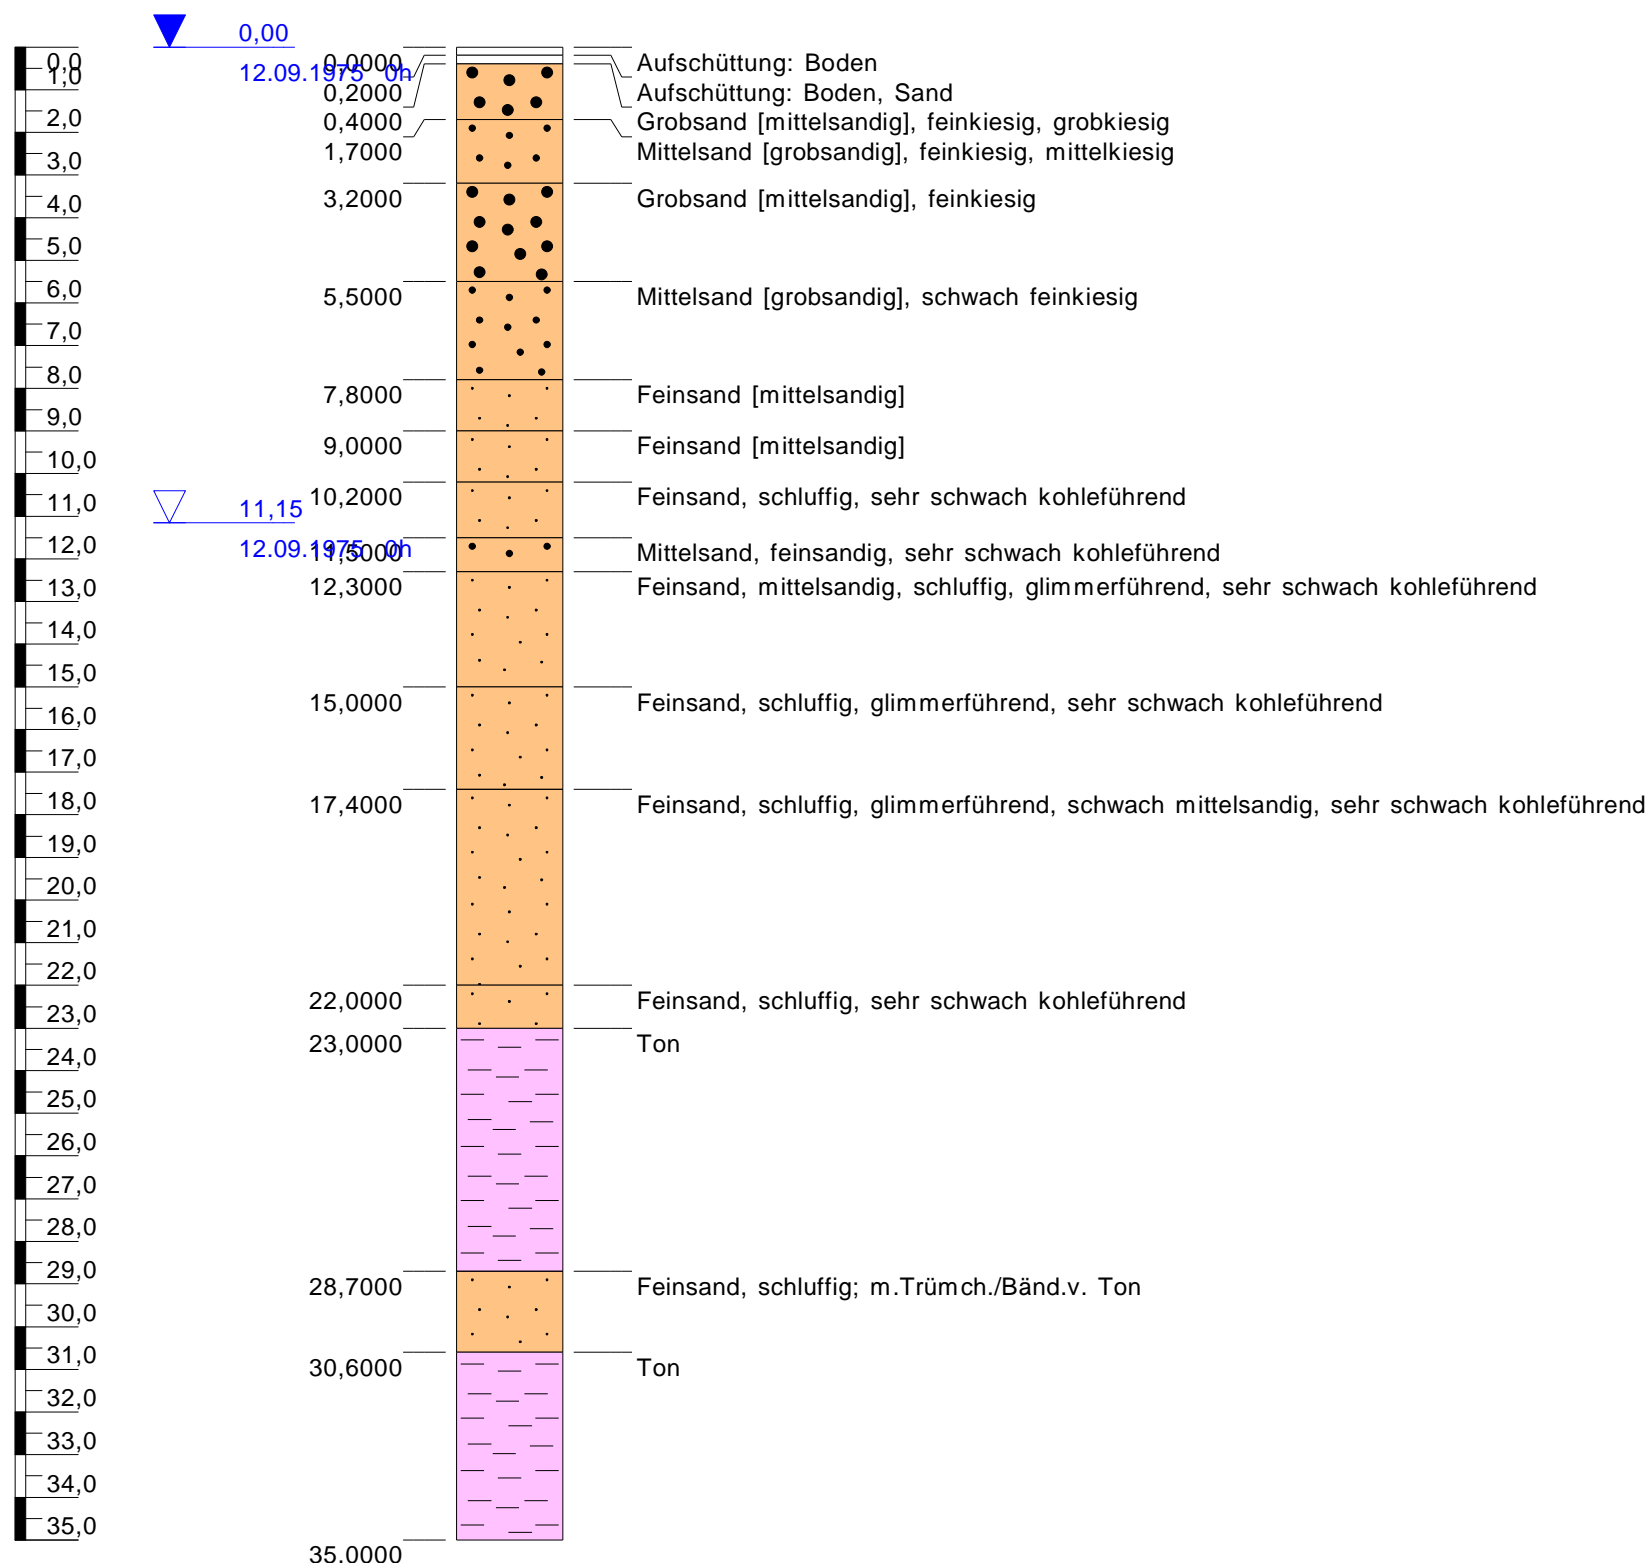 0,00
0,0
0,0000
Aufschüttung: Boden
1,0
12.09.1975 0h
0,2000
Aufschüttung: Boden, Sand
2,0
0,4000
Grobsand [mittelsandig], feinkiesig, grobkiesig
3,0
1,7000
Mittelsand [grobsandig], feinkiesig, mittelkiesig
4,0
3,2000
Grobsand [mittelsandig], feinkiesig
5,0
6,0
5,5000
Mittelsand [grobsandig], schwach feinkiesig
7,0
8,0
7,8000
Feinsand [mittelsandig]
9,0
9,0000
Feinsand [mittelsandig]
10,0
11,0
10,2000
Feinsand, schluffig, sehr schwach kohleführend
11,15
12,0
12.09.1975 0h
11,5000
Mittelsand, feinsandig, sehr schwach kohleführend
13,0
12,3000
Feinsand, mittelsandig, schluffig, glimmerführend, sehr schwach kohleführend
14,0
15,0
15,0000
Feinsand, schluffig, glimmerführend, sehr schwach kohleführend
16,0
17,0
18,0
17,4000
Feinsand, schluffig, glimmerführend, schwach mittelsandig, sehr schwach kohleführend
19,0
20,0
21,0
22,0
22,0000
Feinsand, schluffig, sehr schwach kohleführend
23,0
23,0000
Ton
24,0
25,0
26,0
27,0
28,0
29,0
28,7000
Feinsand, schluffig; m.Trümch./Bänd.v. Ton
30,0
31,0
30,6000
Ton
32,0
33,0
34,0
35,0
35,0000